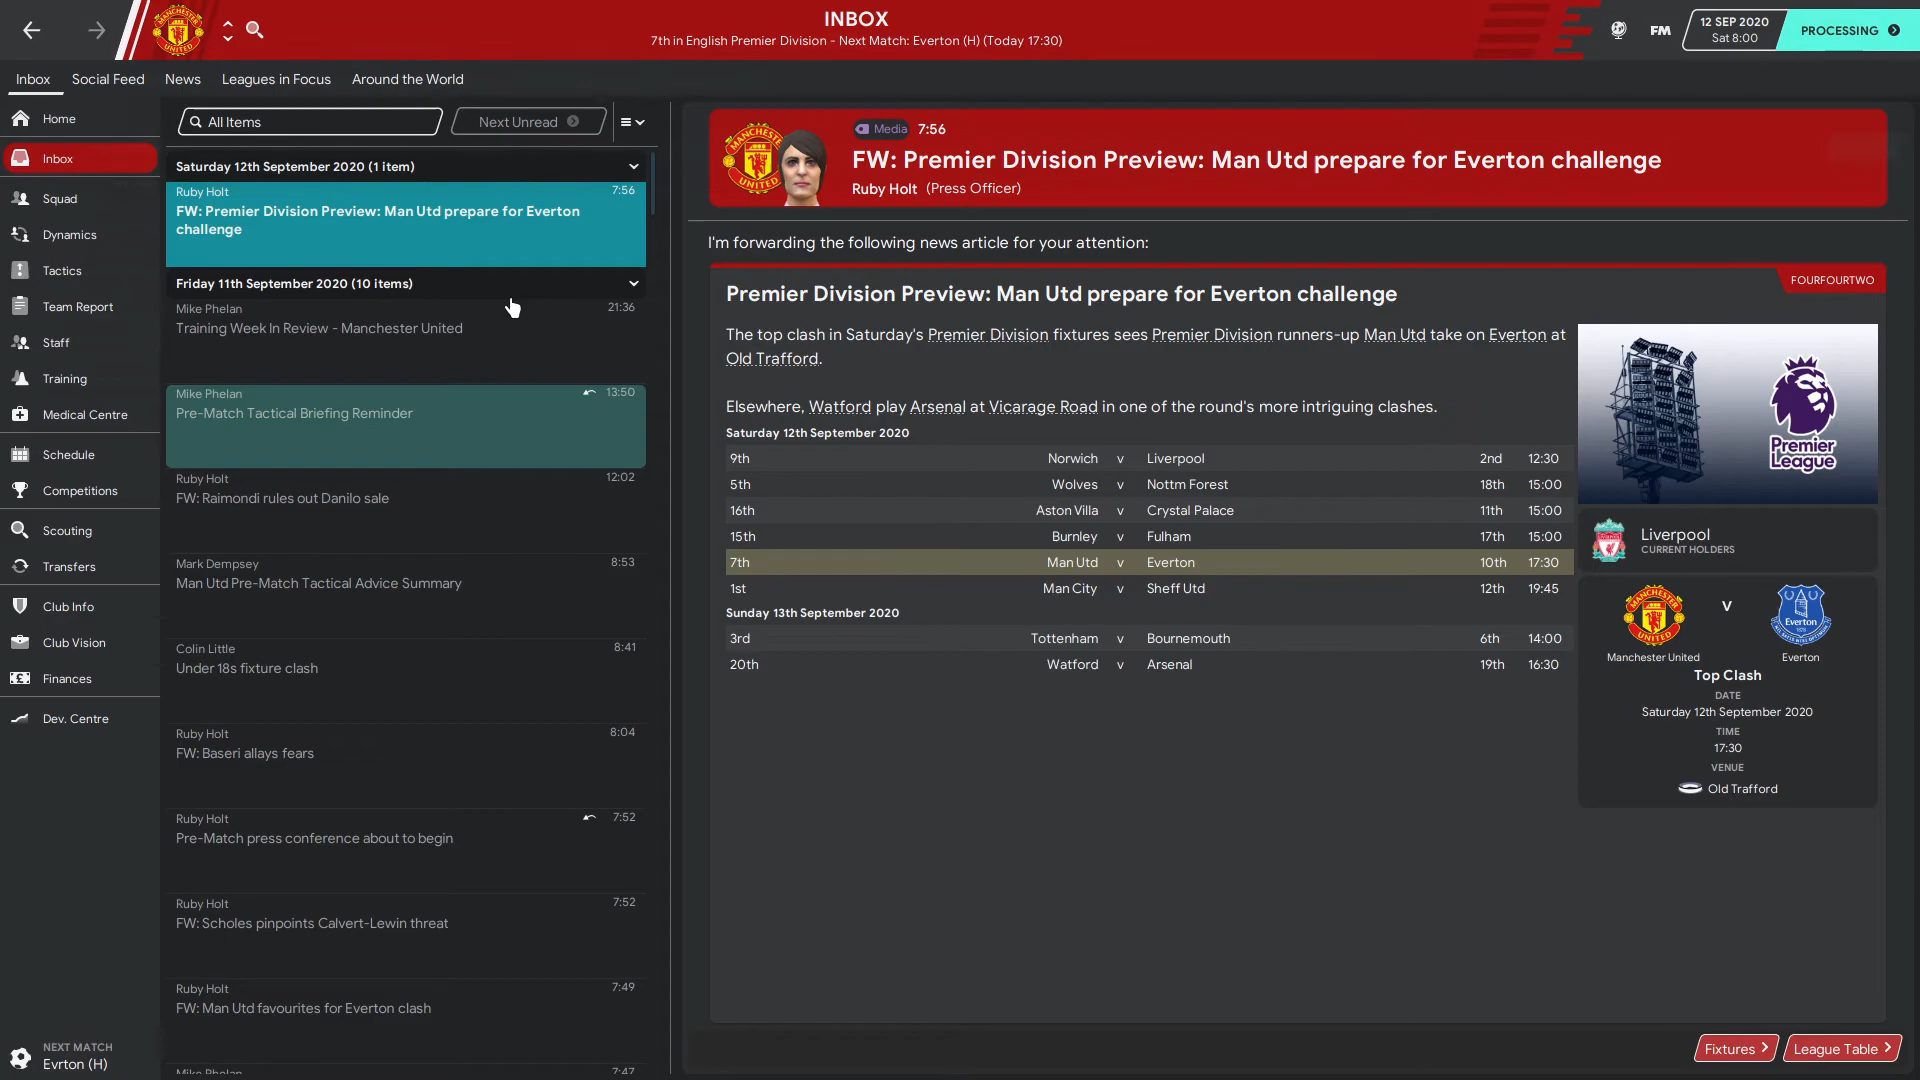 INBOX
7th in English Premier Division - Next Match: Everton (H) (Today 17:30)
FM
12 SEP 2020
Sat 8:00
PROCESSING
Inbox
Social Feed
News
Leagues in Focus
Around the World
Home
Inbox
Squad
Dynamics
Tactics
Team Report
Staff
Training
Medical Centre
Schedule
Competitions
Scouting
Transfers
Club Info
Club Vision
Finances
Dev. Centre
NEXT MATCH
Evrton (H)
All Items
Next Unread
Saturday 12th September 2020 (1 item)
Ruby Holt 7:56
FW: Premier Division Preview: Man Utd prepare for Everton
challenge
Friday 11th September 2020 (10 items)
Mike Phelan 21:36
Training Week In Review - Manchester United
Mike Phelan 13:50
Pre-Match Tactical Briefing Reminder
Ruby Holt 12:02
FW: Raimondi rules out Danilo sale
Mark Dempsey 8:53
Man Utd Pre-Match Tactical Advice Summary
Colin Little 8:41
Under 18s fixture clash
Ruby Holt 8:04
FW: Baseri allays fears
Ruby Holt 7:52
Pre-Match press conference about to begin
Ruby Holt 7:52
FW: Scholes pinpoints Calvert-Lewin threat
Ruby Holt 7:49
FW: Man Utd favourites for Everton clash
Mike Phelan 7:47
Media 7:56
FW: Premier Division Preview: Man Utd prepare for Everton challenge
Ruby Holt (Press Officer)
I'm forwarding the following news article for your attention:
FOURFOURTWO
Premier Division Preview: Man Utd prepare for Everton challenge
The top clash in Saturday's Premier Division fixtures sees Premier Division runners-up Man Utd take on Everton at
Old Trafford.
Elsewhere, Watford play Arsenal at Vicarage Road in one of the round's more intriguing clashes.
Saturday 12th September 2020
9th Norwich v Liverpool 2nd 12:30
5th Wolves v Nottm Forest 18th 15:00
16th Aston Villa v Crystal Palace 11th 15:00
15th Burnley v Fulham 17th 15:00
7th Man Utd v Everton 10th 17:30
1st Man City v Sheff Utd 12th 19:45
Sunday 13th September 2020
3rd Tottenham v Bournemouth 6th 14:00
20th Watford v Arsenal 19th 16:30
Premier
League
Liverpool
CURRENT HOLDERS
V
Manchester United
Everton
Top Clash
DATE
Saturday 12th September 2020
TIME
17:30
VENUE
Old Trafford
Fixtures
League Table